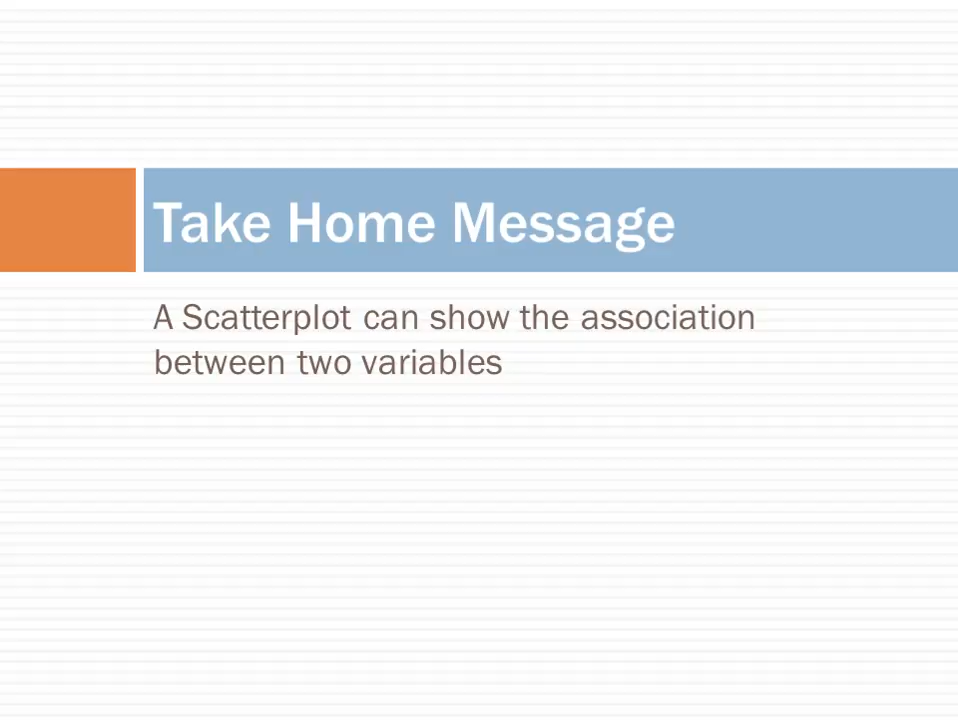 Take Home Message
A Scatterplot can show the association
between two variables